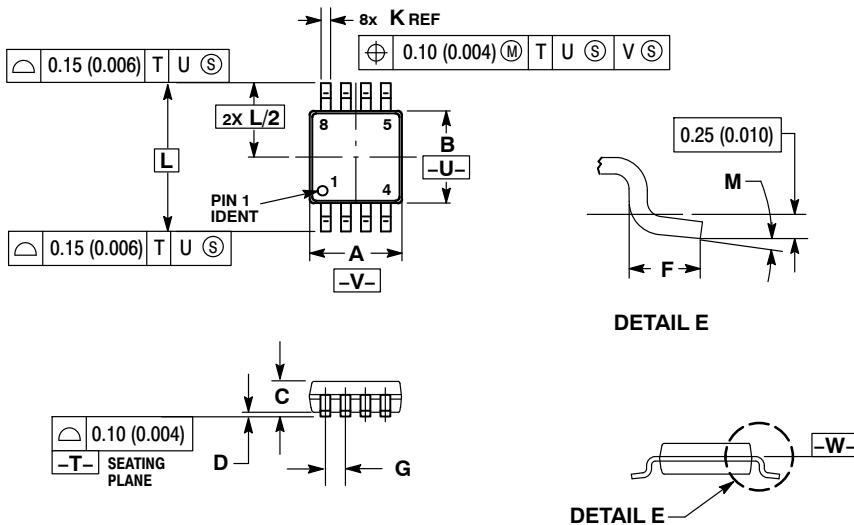 8x K REF
0.10 (0.004) Ⓜ T U Ⓢ V Ⓢ
0.15 (0.006) T U Ⓢ
2X L/2
8 5
B
–U–
L
PIN 1
IDENT
1 4
0.15 (0.006) T U Ⓢ
A
–V–
0.25 (0.010)
M
F
DETAIL E
C
0.10 (0.004)
–T– SEATING
PLANE
D
G
–W–
DETAIL E